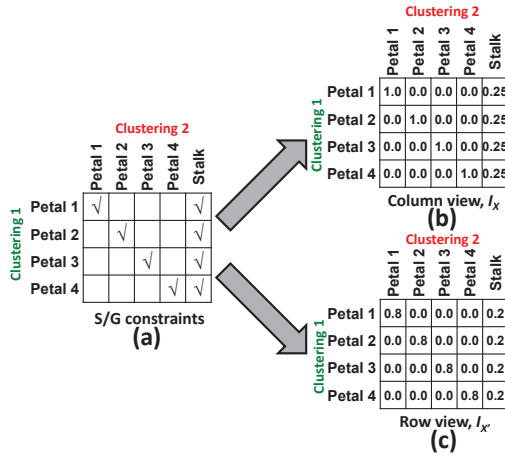 Clustering 2
Petal 1 Petal 2 Petal 3 Petal 4 Stalk
Clustering 1
Petal 1 √ √
Petal 2 √ √
Petal 3 √ √
Petal 4 √ √
S/G constraints
(a)
Clustering 2
Petal 1 Petal 2 Petal 3 Petal 4 Stalk
Clustering 1
Petal 1 1.0 0.0 0.0 0.0 0.25
Petal 2 0.0 1.0 0.0 0.0 0.25
Petal 3 0.0 0.0 1.0 0.0 0.25
Petal 4 0.0 0.0 0.0 1.0 0.25
Column view, I_X
(b)
Clustering 2
Petal 1 Petal 2 Petal 3 Petal 4 Stalk
Clustering 1
Petal 1 0.8 0.0 0.0 0.0 0.2
Petal 2 0.0 0.8 0.0 0.0 0.2
Petal 3 0.0 0.0 0.8 0.0 0.2
Petal 4 0.0 0.0 0.0 0.8 0.2
Row view, I_X'
(c)